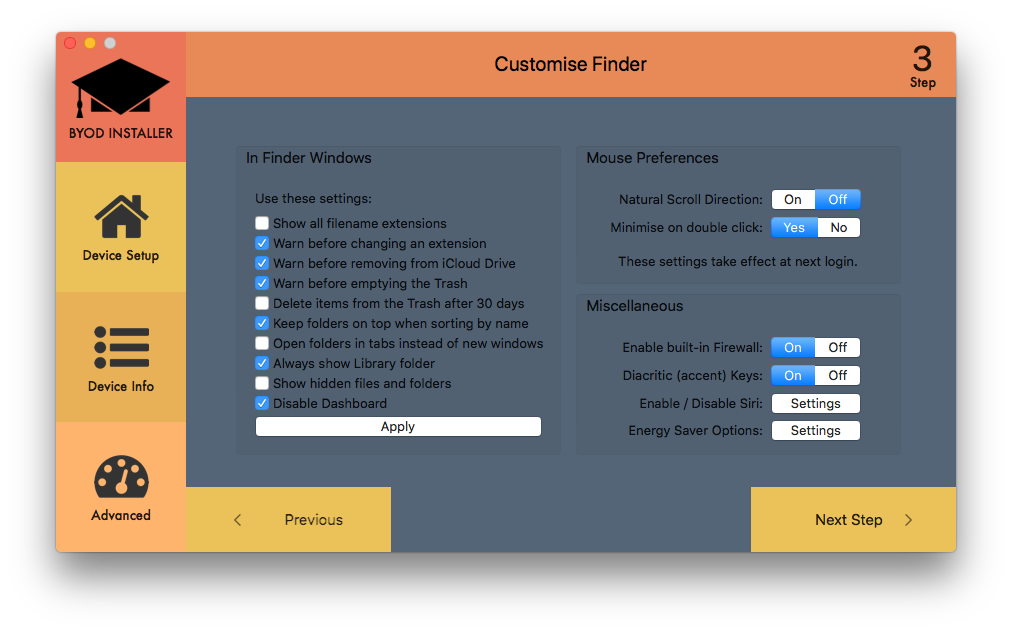 BYOD INSTALLER
Device Setup
Device Info
Advanced
Customise Finder
3
Step
In Finder Windows
Use these settings:
Show all filename extensions
Warn before changing an extension
Warn before removing from iCloud Drive
Warn before emptying the Trash
Delete items from the Trash after 30 days
Keep folders on top when sorting by name
Open folders in tabs instead of new windows
Always show Library folder
Show hidden files and folders
Disable Dashboard
Apply
Mouse Preferences
Natural Scroll Direction: On Off
Minimise on double click: Yes No
These settings take effect at next login.
Miscellaneous
Enable built-in Firewall: On Off
Diacritic (accent) Keys: On Off
Enable / Disable Siri: Settings
Energy Saver Options: Settings
Previous
Next Step